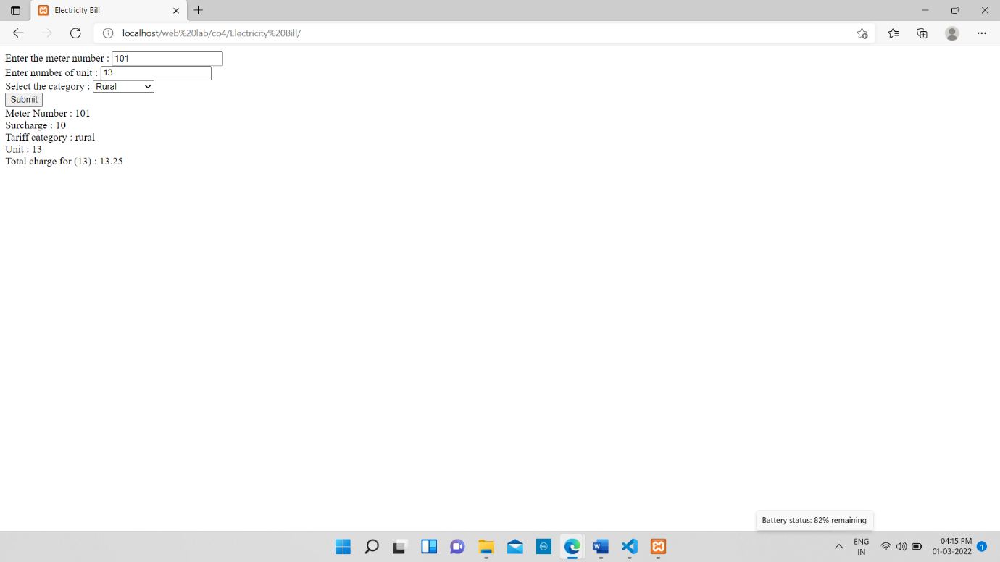 Electricity Bill
localhost/web%20lab/co4/Electricity%20Bill/
Enter the meter number : 101
Enter number of unit : 13
Select the category : Rural
Submit
Meter Number : 101
Surcharge : 10
Tariff category : rural
Unit : 13
Total charge for (13) : 13.25
Battery status: 82% remaining
ENG
IN
04:15 PM
01-03-2022
1